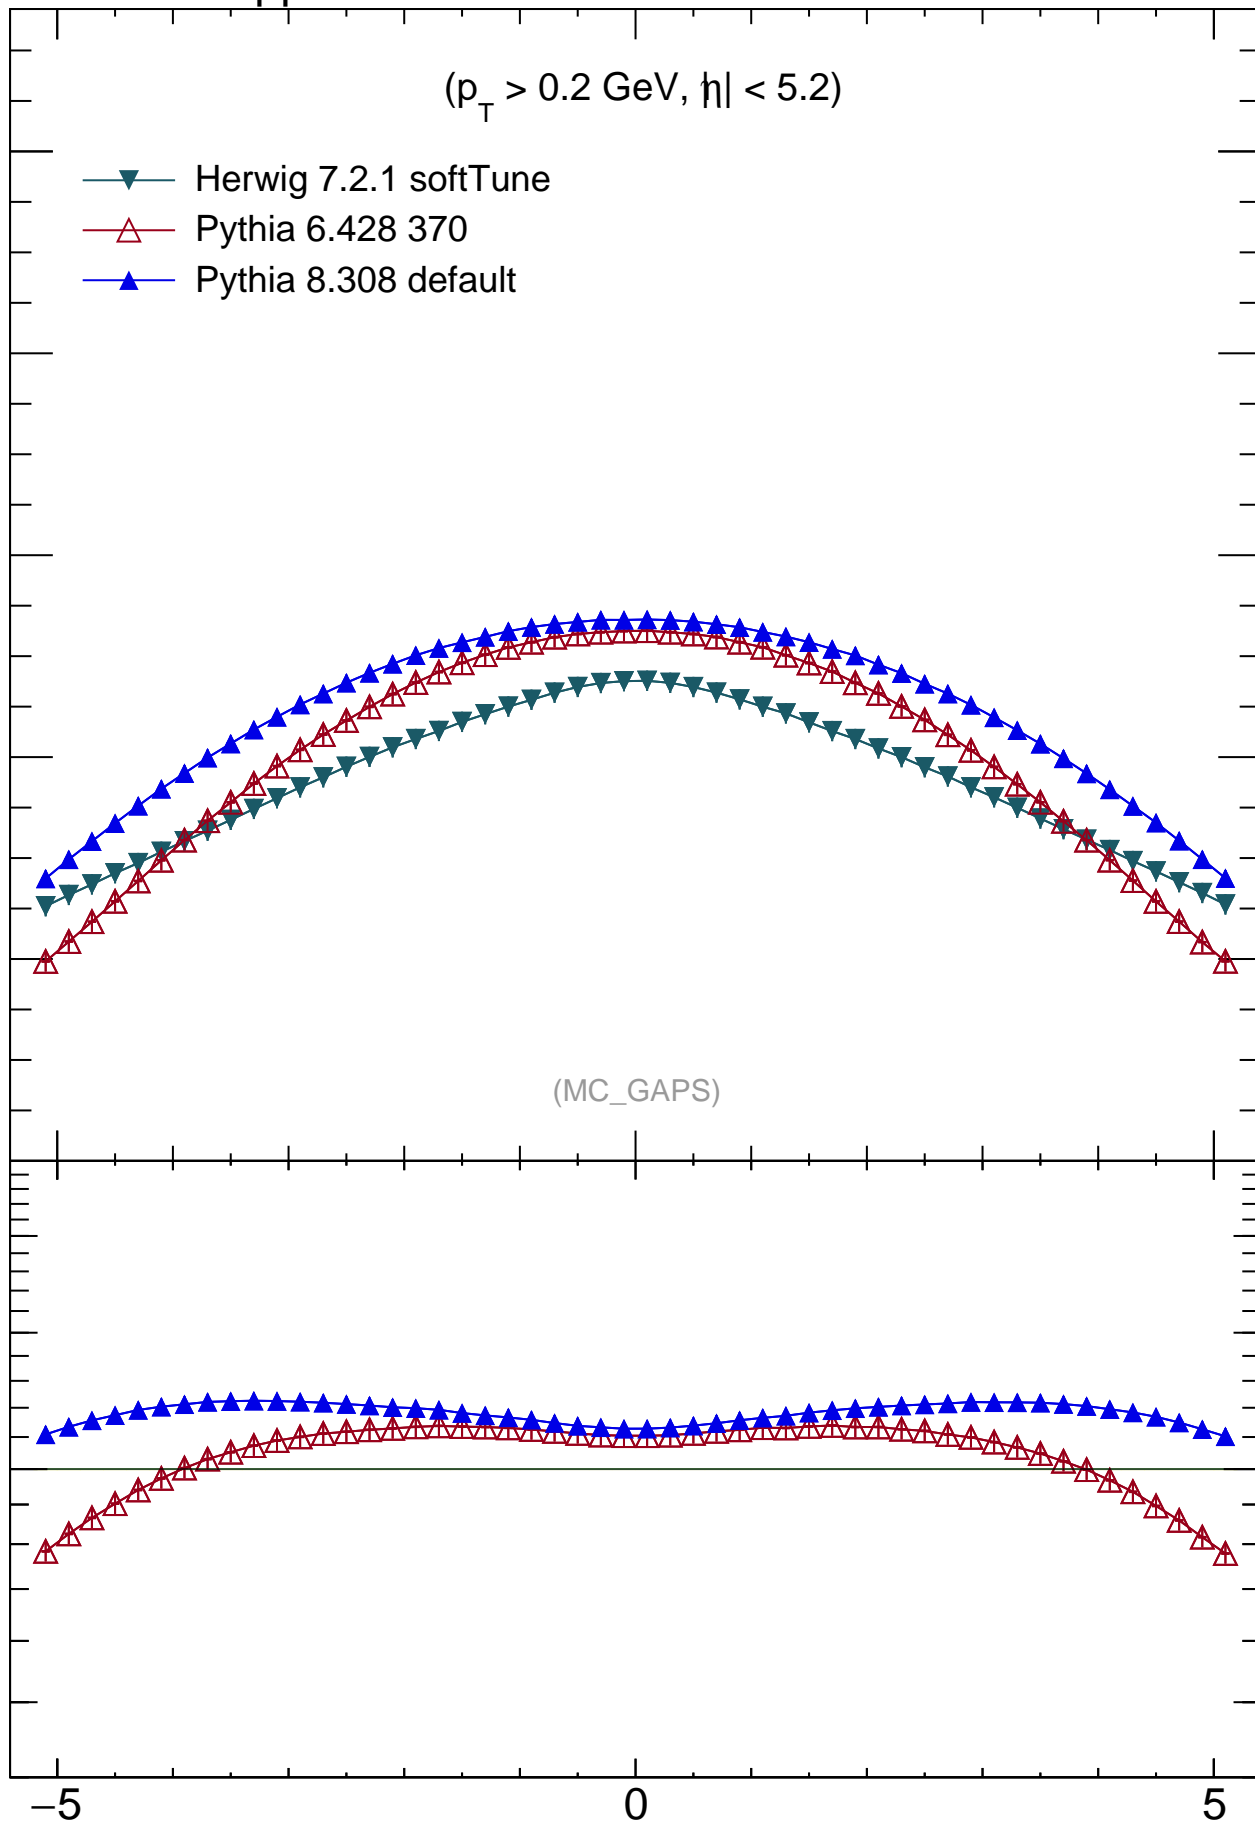 (p_T > 0.2 GeV, |η| < 5.2)
Herwig 7.2.1 softTune
Pythia 6.428 370
Pythia 8.308 default
(MC_GAPS)
−5 0 5